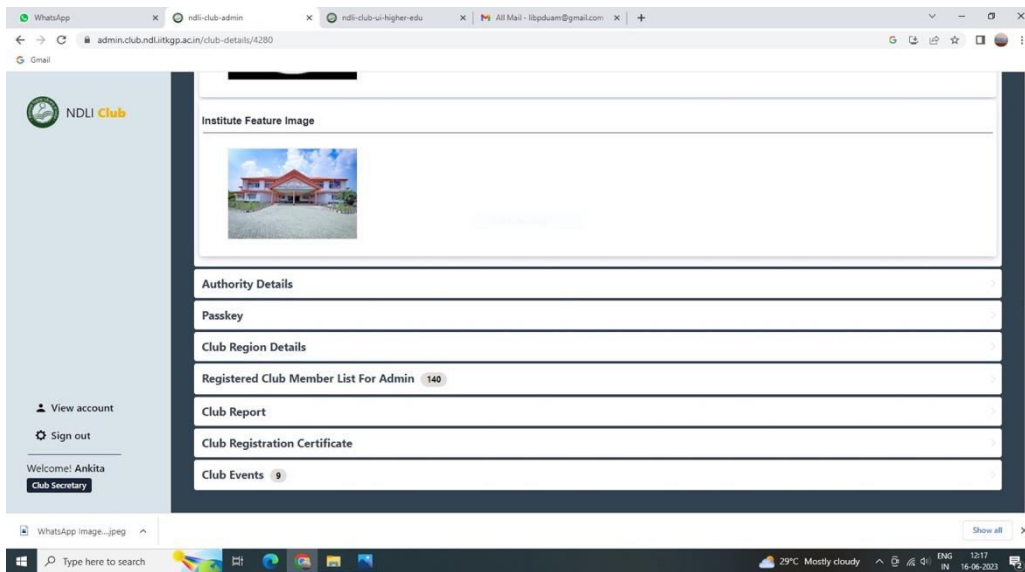 WhatsApp
ndli-club-admin
ndli-club-ui-higher-edu
All Mail - libpduam@gmail.com
admin.club.ndl.iitkgp.ac.in/club-details/4280
Gmail
NDLI Club
Institute Feature Image
Authority Details
Passkey
Club Region Details
Registered Club Member List For Admin 140
Club Report
Club Registration Certificate
Club Events 9
View account
Sign out
Welcome! Ankita
Club Secretary
WhatsApp Image....jpeg
Show all
Type here to search
29°C Mostly cloudy
ENG
IN
12:17
16-06-2023
2